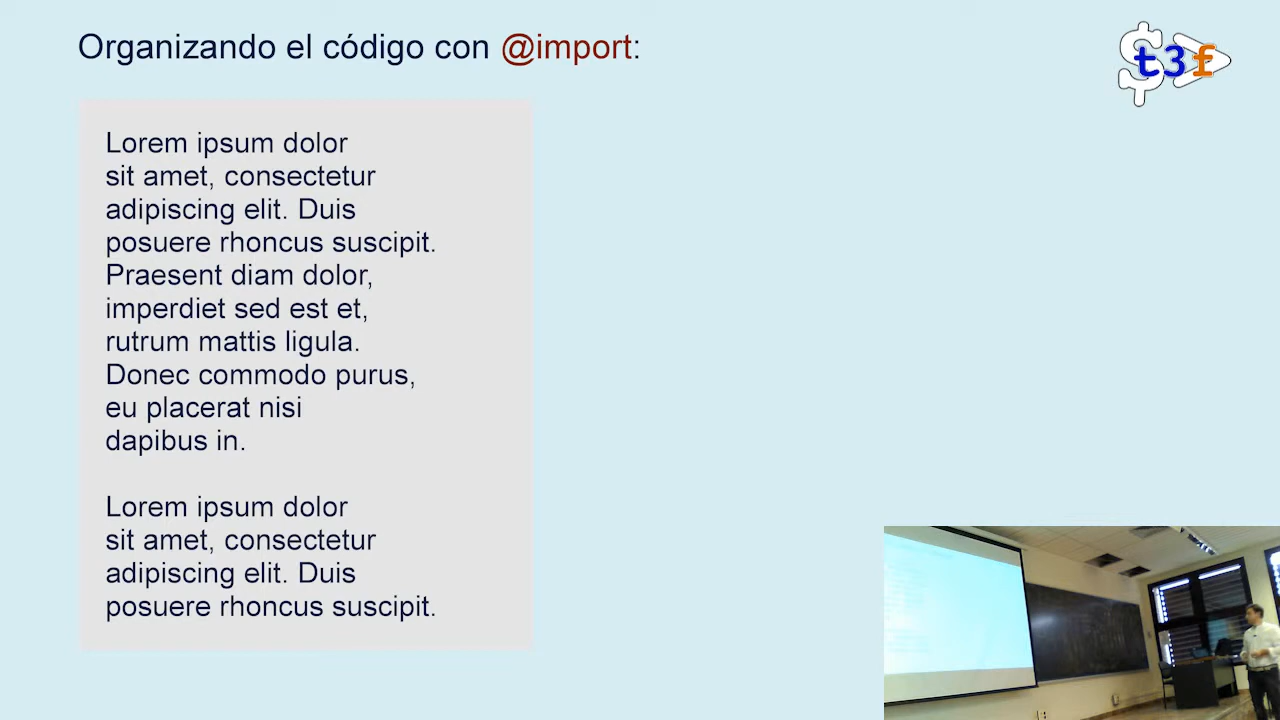 Organizando el código con @import:
t3f
Lorem ipsum dolor
sit amet, consectetur
adipiscing elit. Duis
posuere rhoncus suscipit.
Praesent diam dolor,
imperdiet sed est et,
rutrum mattis ligula.
Donec commodo purus,
eu placerat nisi
dapibus in.
Lorem ipsum dolor
sit amet, consectetur
adipiscing elit. Duis
posuere rhoncus suscipit.